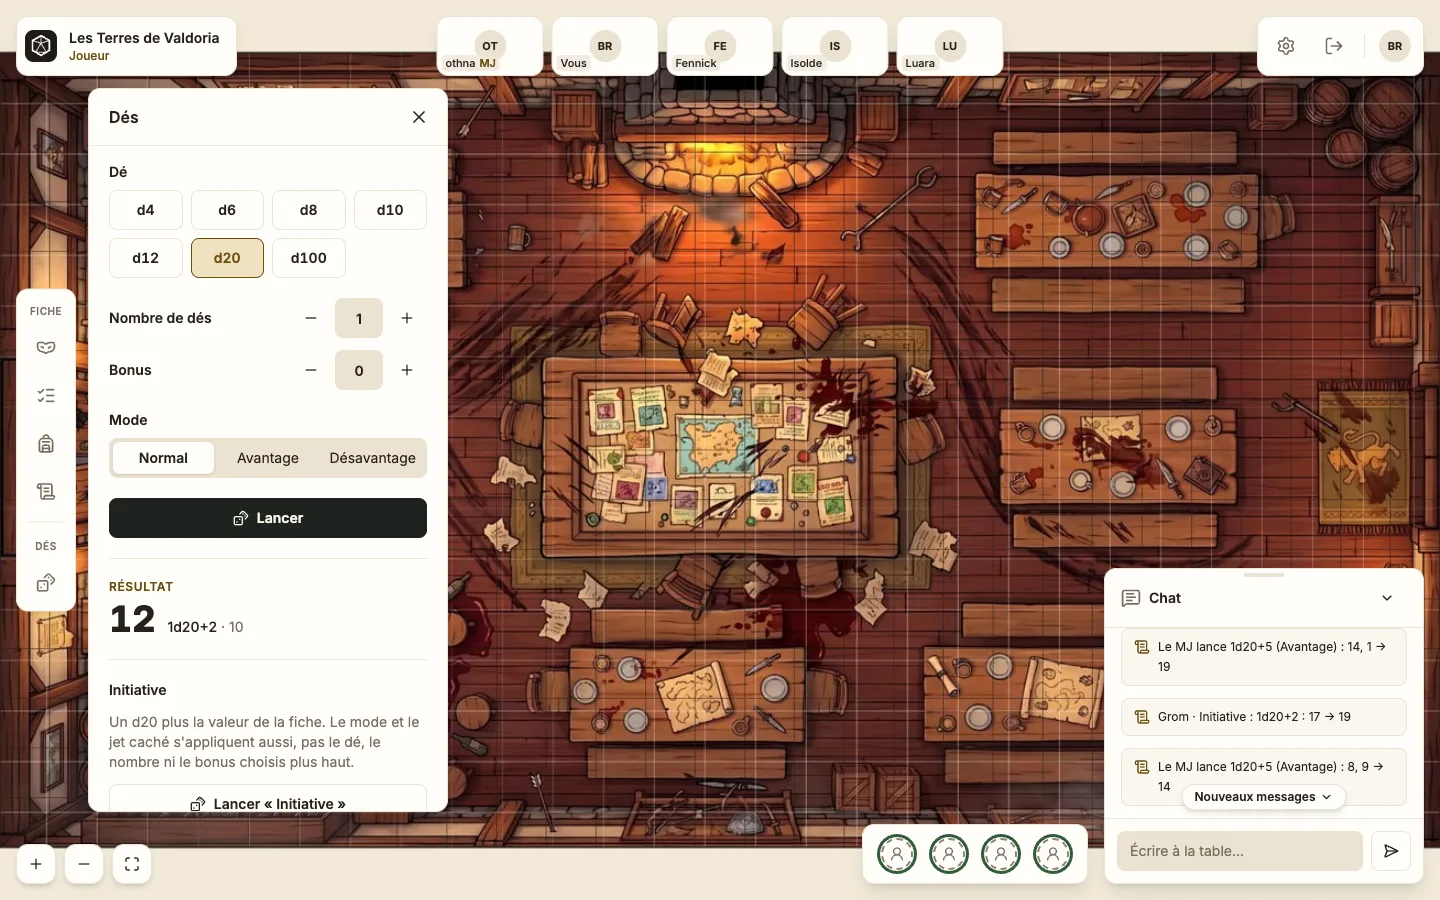 Les Terres de Valdoria
Joueur
OT
othna MJ
BR
Vous
FE
Fennick
IS
Isolde
LU
Luara
BR
Dés
Dé
d4
d6
d8
d10
d12
d20
d100
Nombre de dés
1
Bonus
0
Mode
Normal
Avantage
Désavantage
Lancer
RÉSULTAT
12 1d20+2 · 10
Initiative
Un d20 plus la valeur de la fiche. Le mode et le
jet caché s'appliquent aussi, pas le dé, le
nombre ni le bonus choisis plus haut.
Lancer « Initiative »
FICHE
DÉS
Chat
Le MJ lance 1d20+5 (Avantage) : 14, 1 →
19
Grom · Initiative : 1d20+2 : 17 → 19
Le MJ lance 1d20+5 (Avantage) : 8, 9 →
14
Nouveaux messages
Écrire à la table...